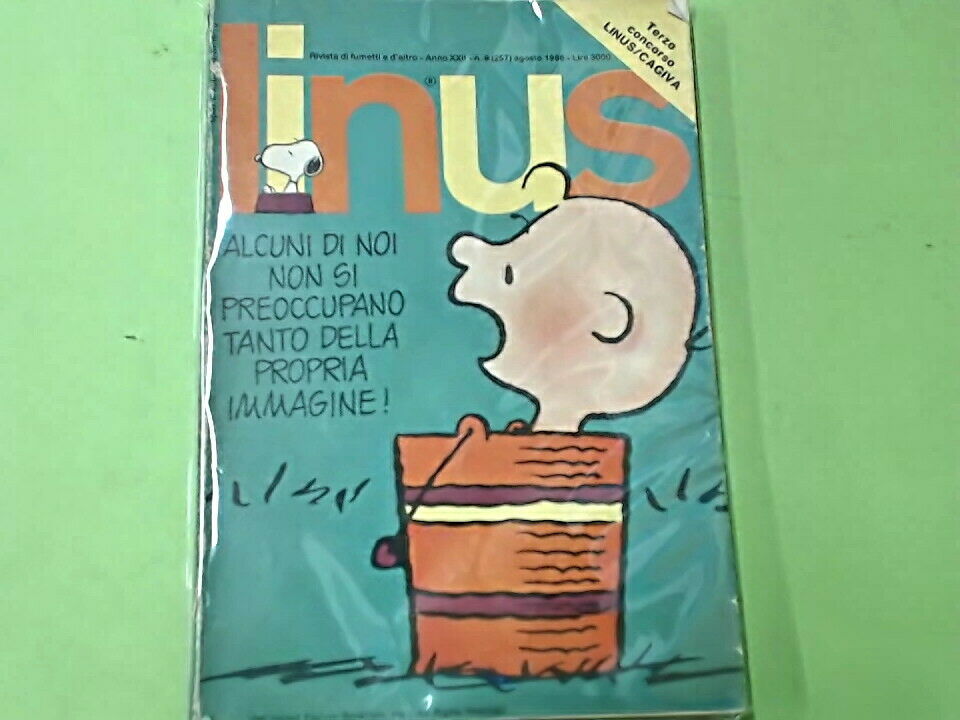 Terzo
concorso
LINUS/CAGIVA
Rivista di fumetti e d'altro - Anno XXII - n. 8 (257) agosto 1986 - Lire 3000
linus
ALCUNI DI NOI
NON SI
PREOCCUPANO
TANTO DELLA
PROPRIA
IMMAGINE!